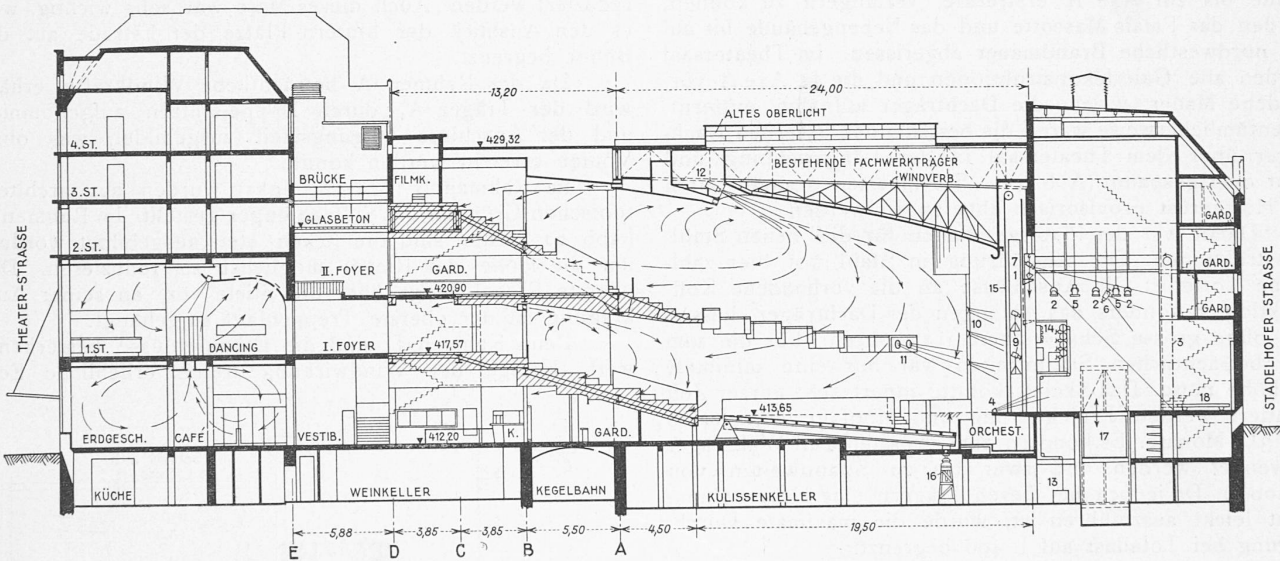 13,20
24,00
ALTES OBERLICHT
429,32
4.ST.
BRÜCKE
FILMK.
12
BESTEHENDE FACHWERKTRÄGER
WINDVERB.
3.ST.
GLASBETON
GARD.
2.ST.
II.FOYER
GARD.
GARD.
7
1
15
2
5
8
6
2
420,90
GARD.
THEATER-STRASSE
STADELHOFER-STRASSE
1.ST.
DANCING
I.FOYER
417,57
10
14
9
3
11
ERDGESCH.
CAFÉ
VESTIB.
412,20
K.
GARD.
413,65
4
ORCHEST.
18
17
KÜCHE
WEINKELLER
KEGELBAHN
KULISSENKELLER
16
13
5,88
3,85
3,85
5,50
4,50
19,50
E
D
C
B
A